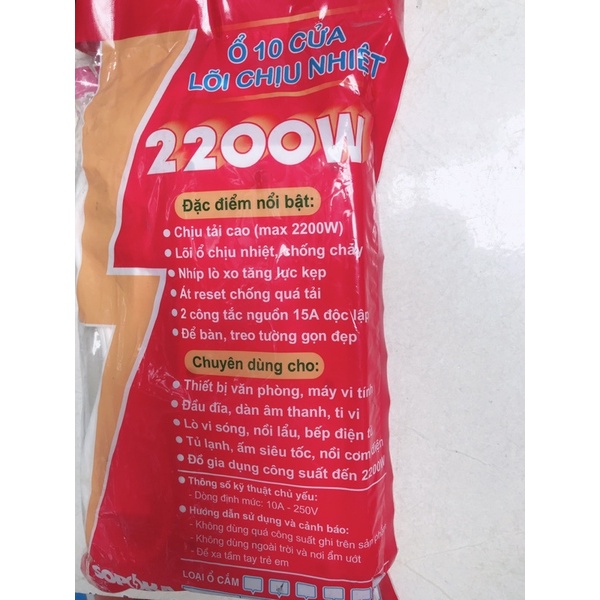 Ổ 10 CỬA
LÕI CHỊU NHIỆT
2200W
Đặc điểm nổi bật:
• Chịu tải cao (max 2200W)
• Lõi ổ chịu nhiệt, chống cháy
• Nhíp lò xo tăng lực kẹp
• Át reset chống quá tải
• 2 công tắc nguồn 15A độc lập
• Để bàn, treo tường gọn đẹp
Chuyên dùng cho:
• Thiết bị văn phòng, máy vi tính
• Đầu đĩa, dàn âm thanh, ti vi
• Lò vi sóng, nồi lẩu, bếp điện
• Tủ lạnh, ấm siêu tốc, nồi cơm điện
• Đồ gia dụng công suất đến 2200W
• Thông số kỹ thuật chủ yếu:
- Dòng định mức: 10A - 250V
• Hướng dẫn sử dụng và cảnh báo:
- Không dùng quá công suất ghi trên sản
- Không dùng ngoài trời và nơi ẩm ướt
- Để xa tầm tay trẻ em
LOẠI Ổ CẮM